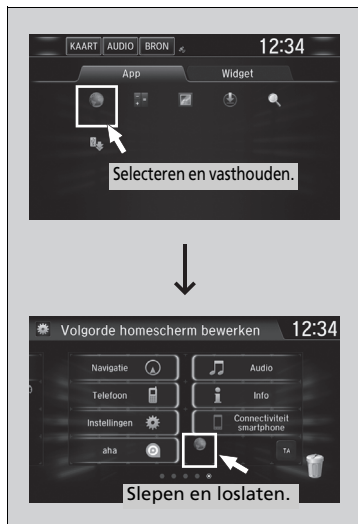 KAART AUDIO BRON 12:34
App Widget
Selecteren en vasthouden.
Volgorde homescherm bewerken 12:34
Navigatie Audio
Telefoon Info
Instellingen Connectiviteit smartphone
aha TA
Slepen en loslaten.